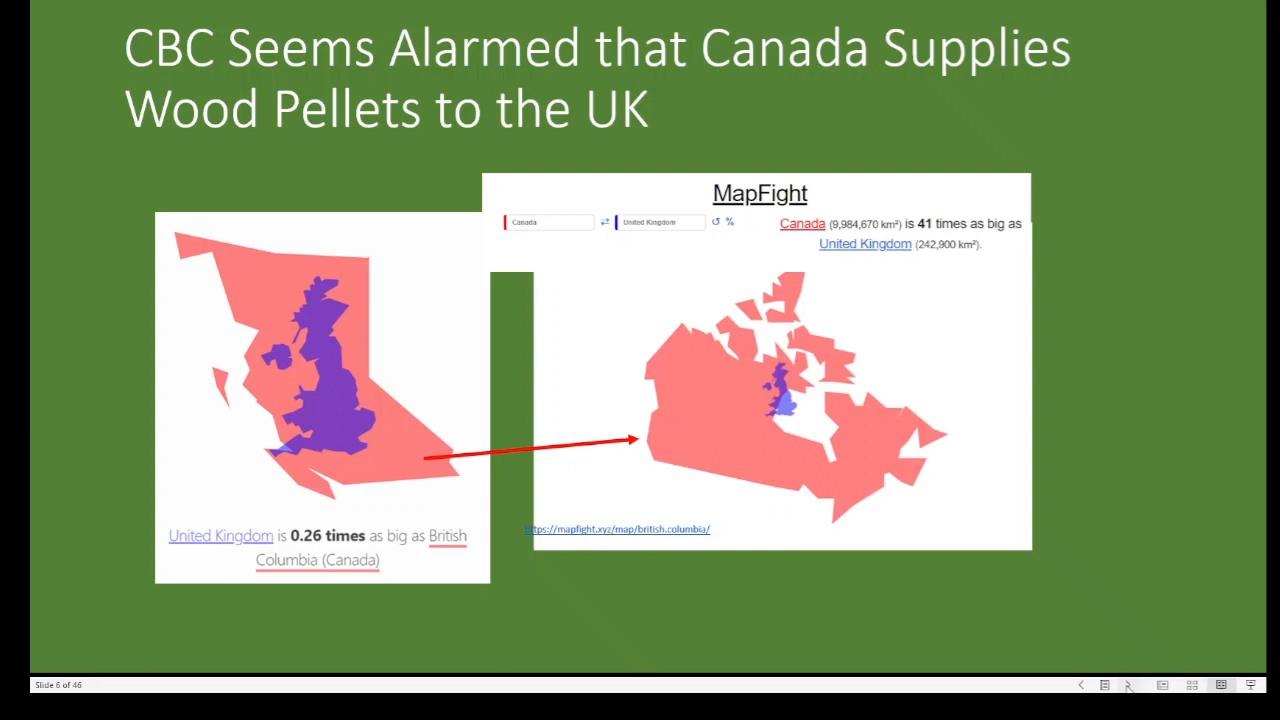 CBC Seems Alarmed that Canada Supplies
Wood Pellets to the UK
MapFight
Canada
United Kingdom
%
Canada (9,984,670 km²) is 41 times as big as
United Kingdom (242,900 km²).
United Kingdom is 0.26 times as big as British
Columbia (Canada)
https://mapfight.xyz/map/british.columbia/
Slide 6 of 46